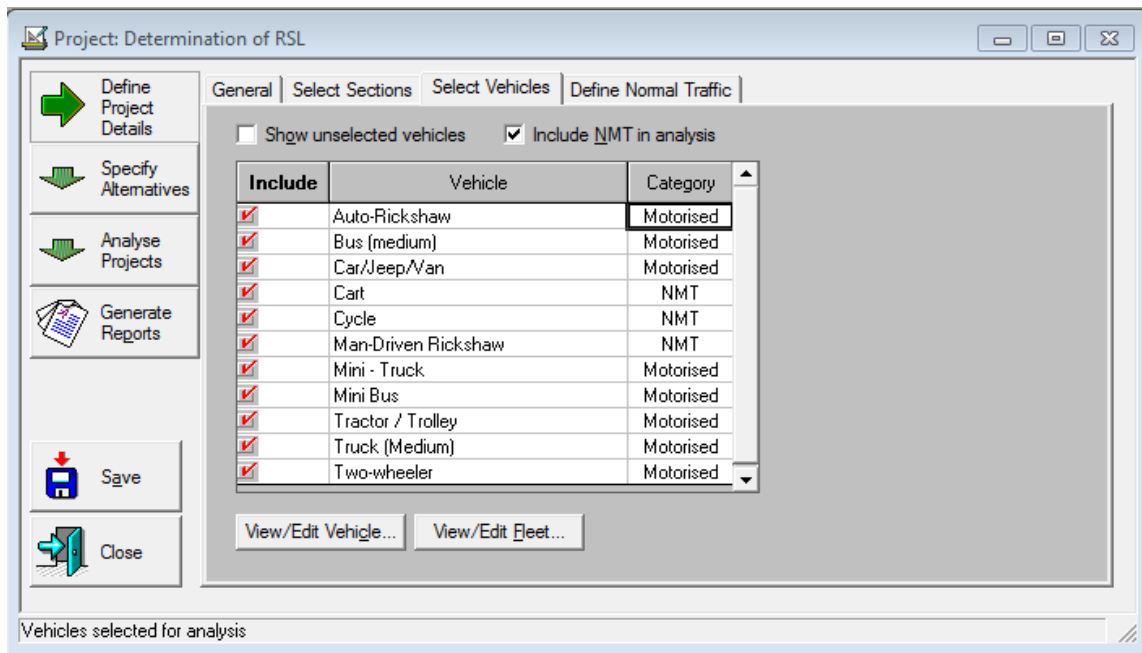 Project: Determination of RSL
Define
Project
Details
Specify
Alternatives
Analyse
Projects
Generate
Reports
Save
Close
General Select Sections Select Vehicles Define Normal Traffic
Show unselected vehicles Include NMT in analysis
Include Vehicle Category
Auto-Rickshaw Motorised
Bus (medium) Motorised
Car/Jeep/Van Motorised
Cart NMT
Cycle NMT
Man-Driven Rickshaw NMT
Mini - Truck Motorised
Mini Bus Motorised
Tractor / Trolley Motorised
Truck (Medium) Motorised
Two-wheeler Motorised
View/Edit Vehicle... View/Edit Fleet...
Vehicles selected for analysis